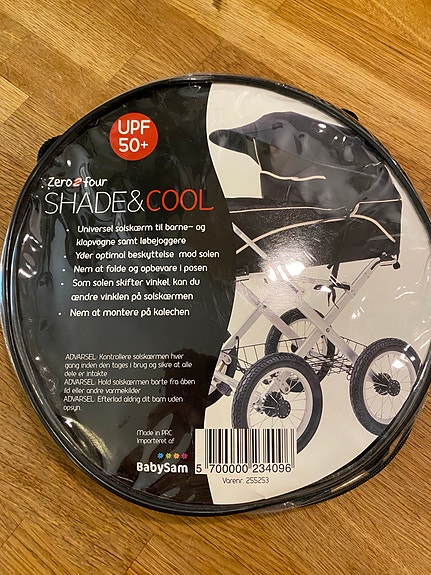 UPF
50+
Zero2four
SHADE&COOL
• Universel solskærm til barne- og
klapvogne samt løbejoggere
• Yder optimal beskyttelse mod solen
• Nem at folde og opbevare i posen
• Som solen skifter vinkel, kan du
ændre vinklen på solskærmen
• Nem at montere på kalechen
ADVARSEL: Kontrollere solskærmen hver
gang inden den tages i brug og sikre at alle
dele er intakte
ADVARSEL: Hold solskærmen borte fra åben
ild eller andre varmekilder
ADVARSEL: Efterlad aldrig dit barn uden
opsyn.
Made in PRC
Importeret af
BabySam
5 700000 234096
Varenr. 255253